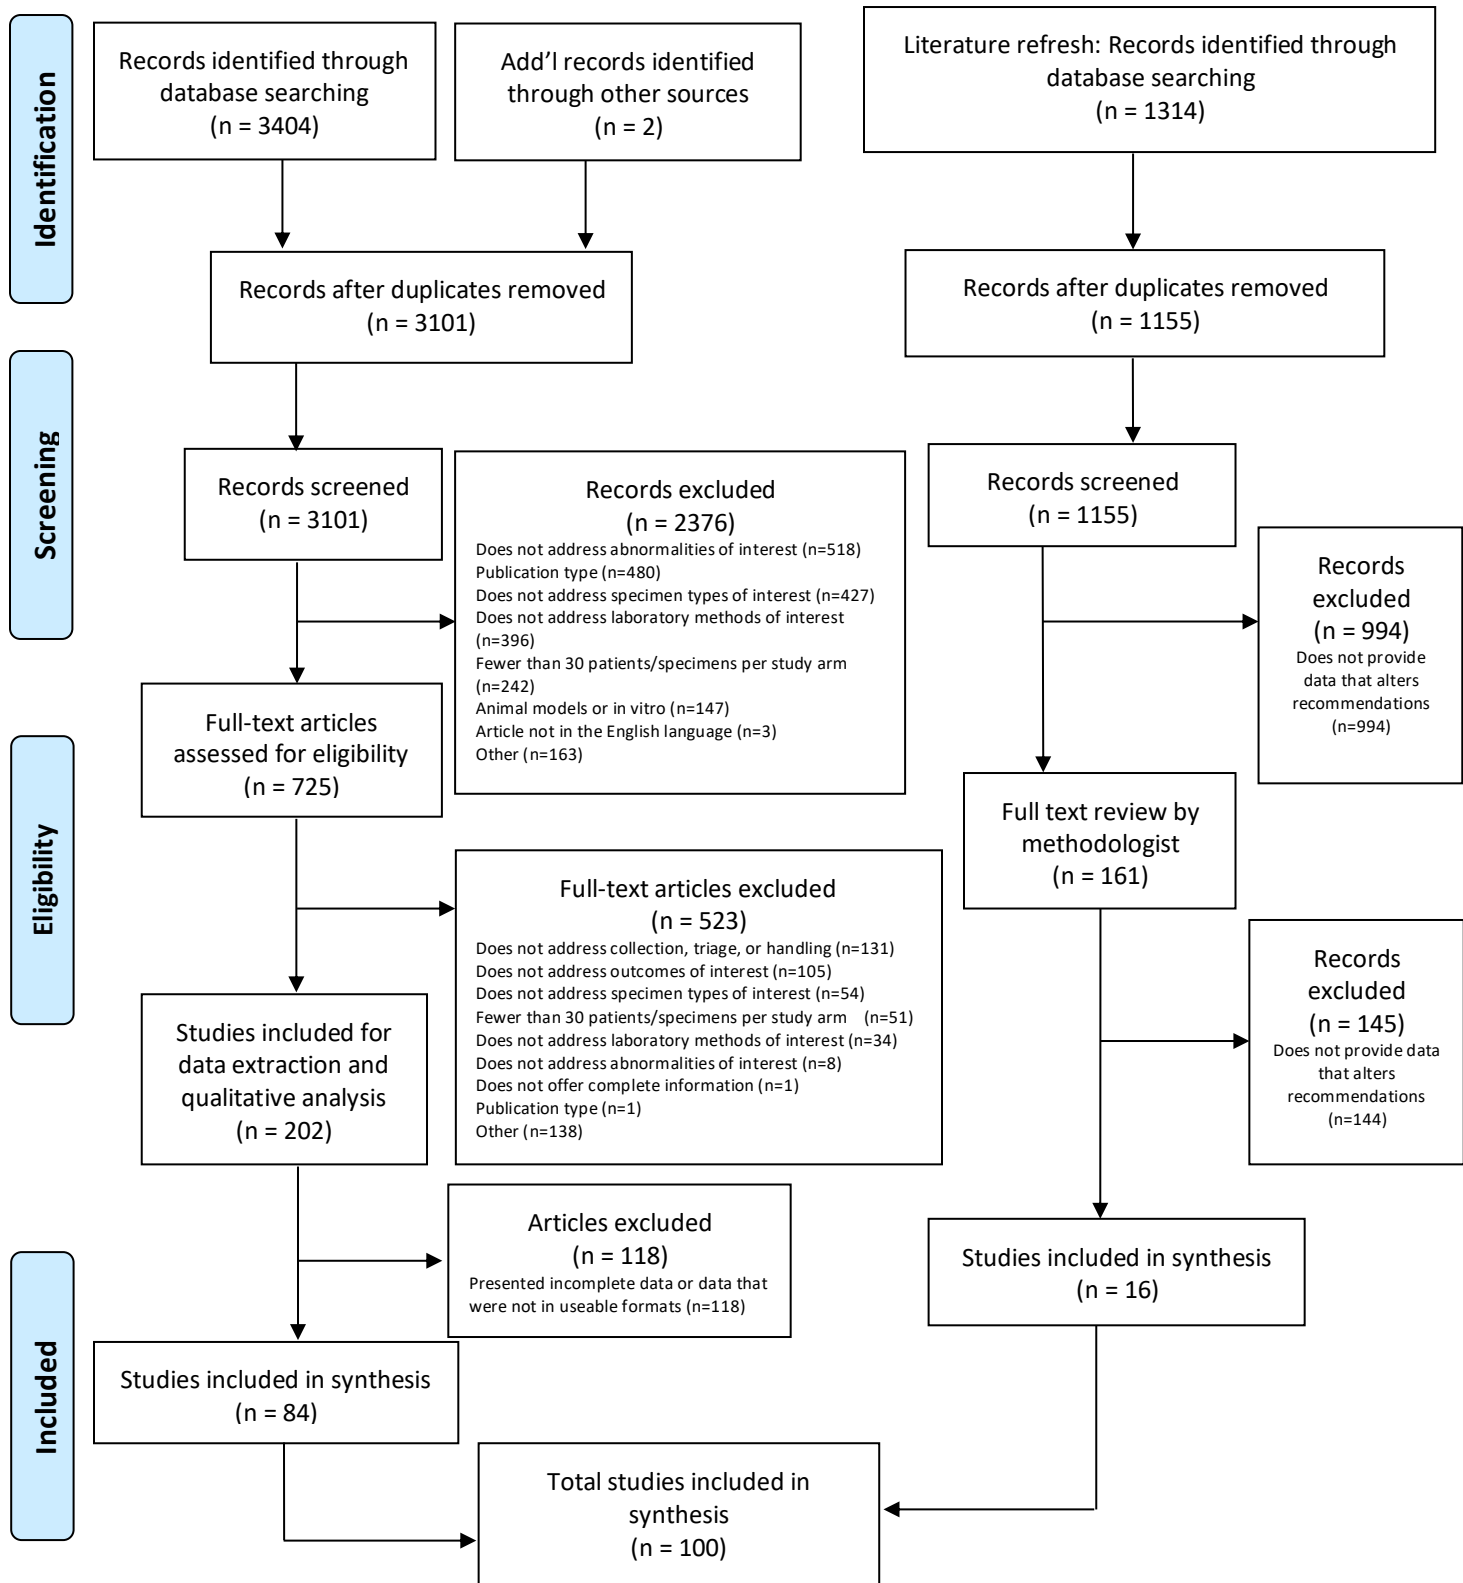 Identification
Records identified through
database searching
(n = 3404)
Add'l records identified
through other sources
(n = 2)
Literature refresh: Records identified through
database searching
(n = 1314)
Records after duplicates removed
(n = 3101)
Records after duplicates removed
(n = 1155)
Screening
Records screened
(n = 3101)
Records excluded
(n = 2376)
Does not address abnormalities of interest (n=518)
Publication type (n=480)
Does not address specimen types of interest (n=427)
Does not address laboratory methods of interest
(n=396)
Fewer than 30 patients/specimens per study arm
(n=242)
Animal models or in vitro (n=147)
Article not in the English language (n=3)
Other (n=163)
Records screened
(n = 1155)
Records
excluded
(n = 994)
Does not provide
data that alters
recommendations
(n=994)
Eligibility
Full-text articles
assessed for eligibility
(n = 725)
Full-text articles excluded
(n = 523)
Does not address collection, triage, or handling (n=131)
Does not address outcomes of interest (n=105)
Does not address specimen types of interest (n=54)
Fewer than 30 patients/specimens per study arm (n=51)
Does not address laboratory methods of interest (n=34)
Does not address abnormalities of interest (n=8)
Does not offer complete information (n=1)
Publication type (n=1)
Other (n=138)
Full text review by
methodologist
(n = 161)
Records
excluded
(n = 145)
Does not provide data
that alters
recommendations
(n=144)
Studies included for
data extraction and
qualitative analysis
(n = 202)
Included
Articles excluded
(n = 118)
Presented incomplete data or data that
were not in useable formats (n=118)
Studies included in synthesis
(n = 16)
Studies included in synthesis
(n = 84)
Total studies included in
synthesis
(n = 100)